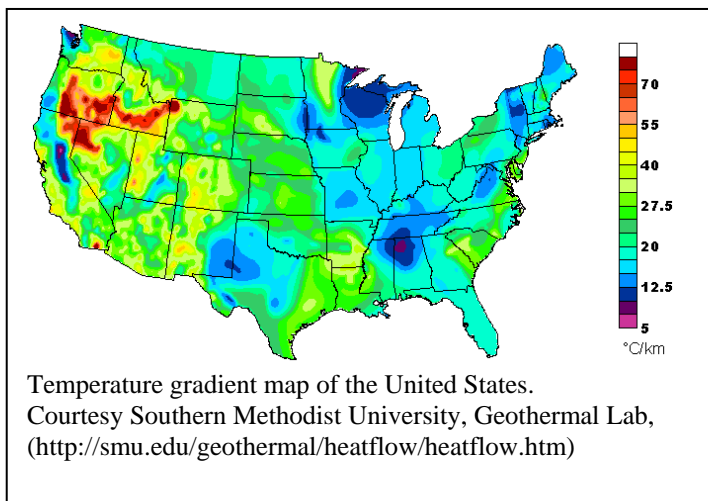 70
55
40
27.5
20
12.5
5
°C/km
Temperature gradient map of the United States.
Courtesy Southern Methodist University, Geothermal Lab,
(http://smu.edu/geothermal/heatflow/heatflow.htm)